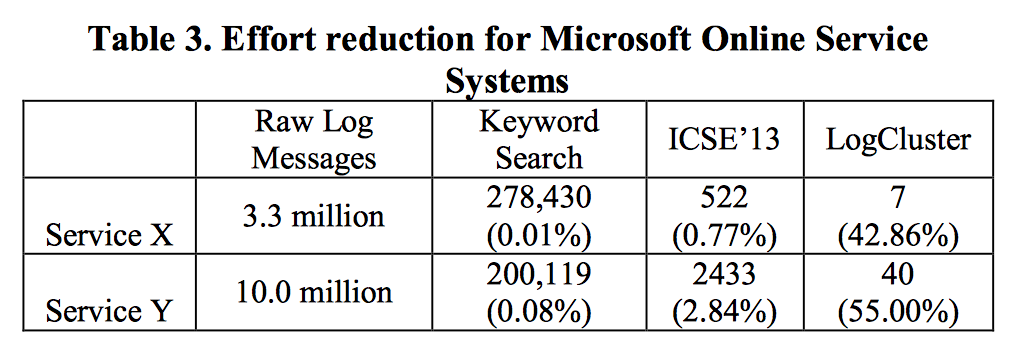 Table 3. Effort reduction for Microsoft Online Service
Systems
Raw Log
Messages
Keyword
Search
ICSE’13
LogCluster
Service X
3.3 million
278,430
(0.01%)
522
(0.77%)
7
(42.86%)
Service Y
10.0 million
200,119
(0.08%)
2433
(2.84%)
40
(55.00%)